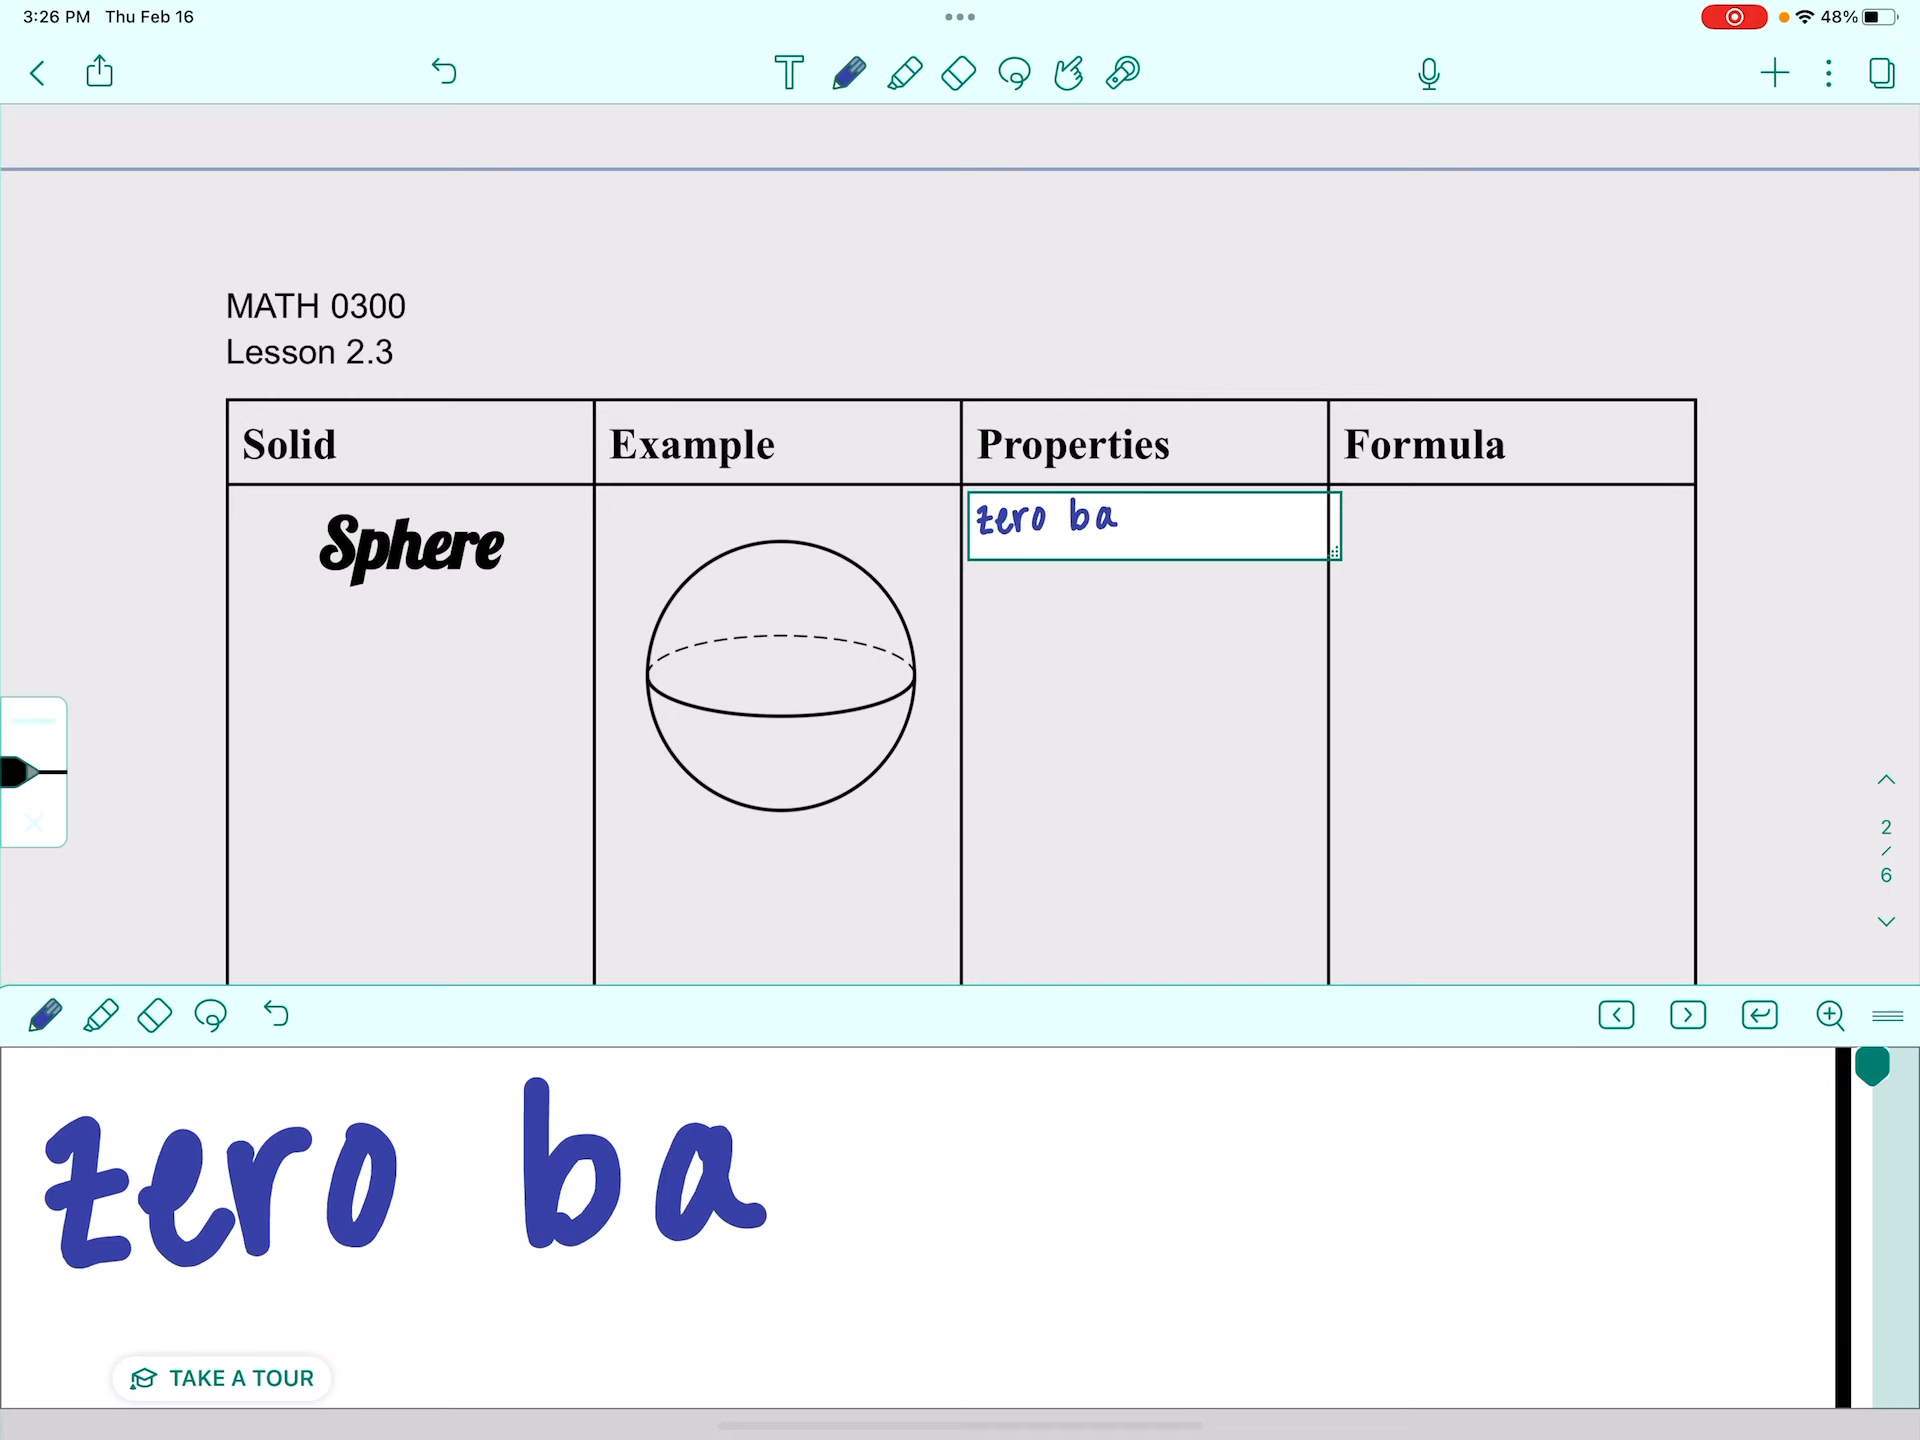 3:26 PM Thu Feb 16
48%
T
MATH 0300
Lesson 2.3
Solid
Example
Properties
Formula
Sphere
zero ba
2
/
6
zero ba
TAKE A TOUR